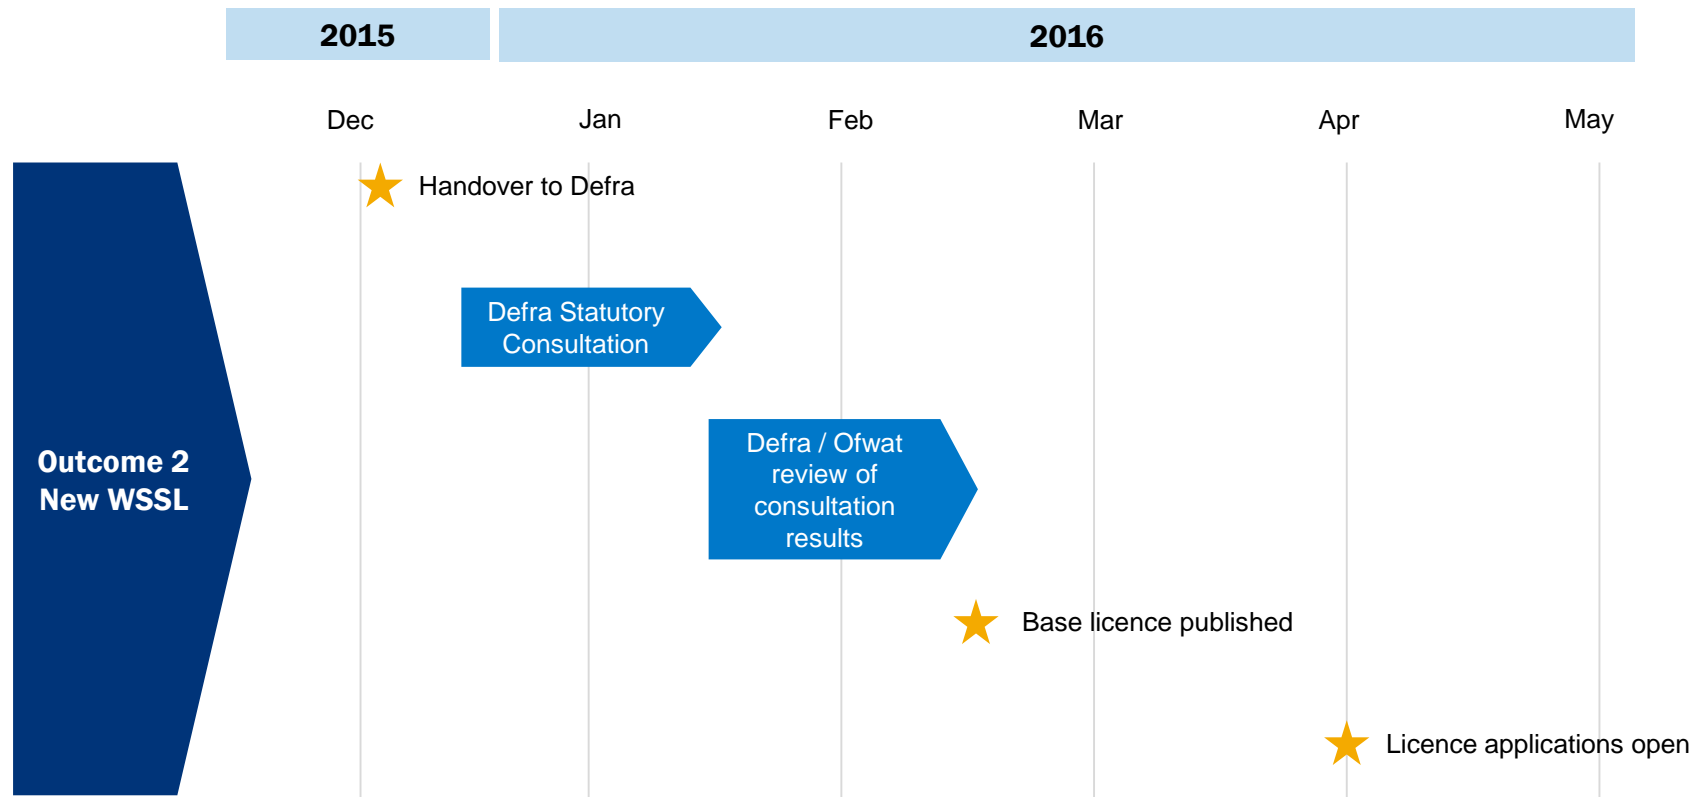 2015
2016
Dec
Jan
Feb
Mar
Apr
May
Handover to Defra
Defra Statutory
Consultation
Defra / Ofwat
review of
consultation
results
Outcome 2
New WSSL
Base licence published
Licence applications open